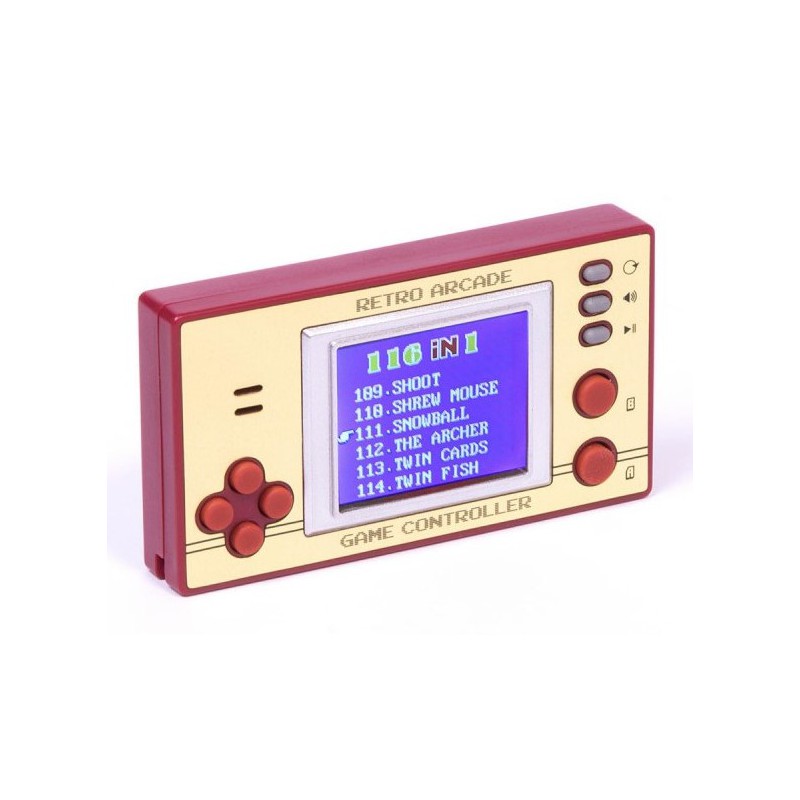 RETRO ARCADE
116 iN 1
109.SHOOT
110.SHREW MOUSE
111.SNOWBALL
112.THE ARCHER
113.TWIN CARDS
114.TWIN FISH
GAME CONTROLLER
B
A